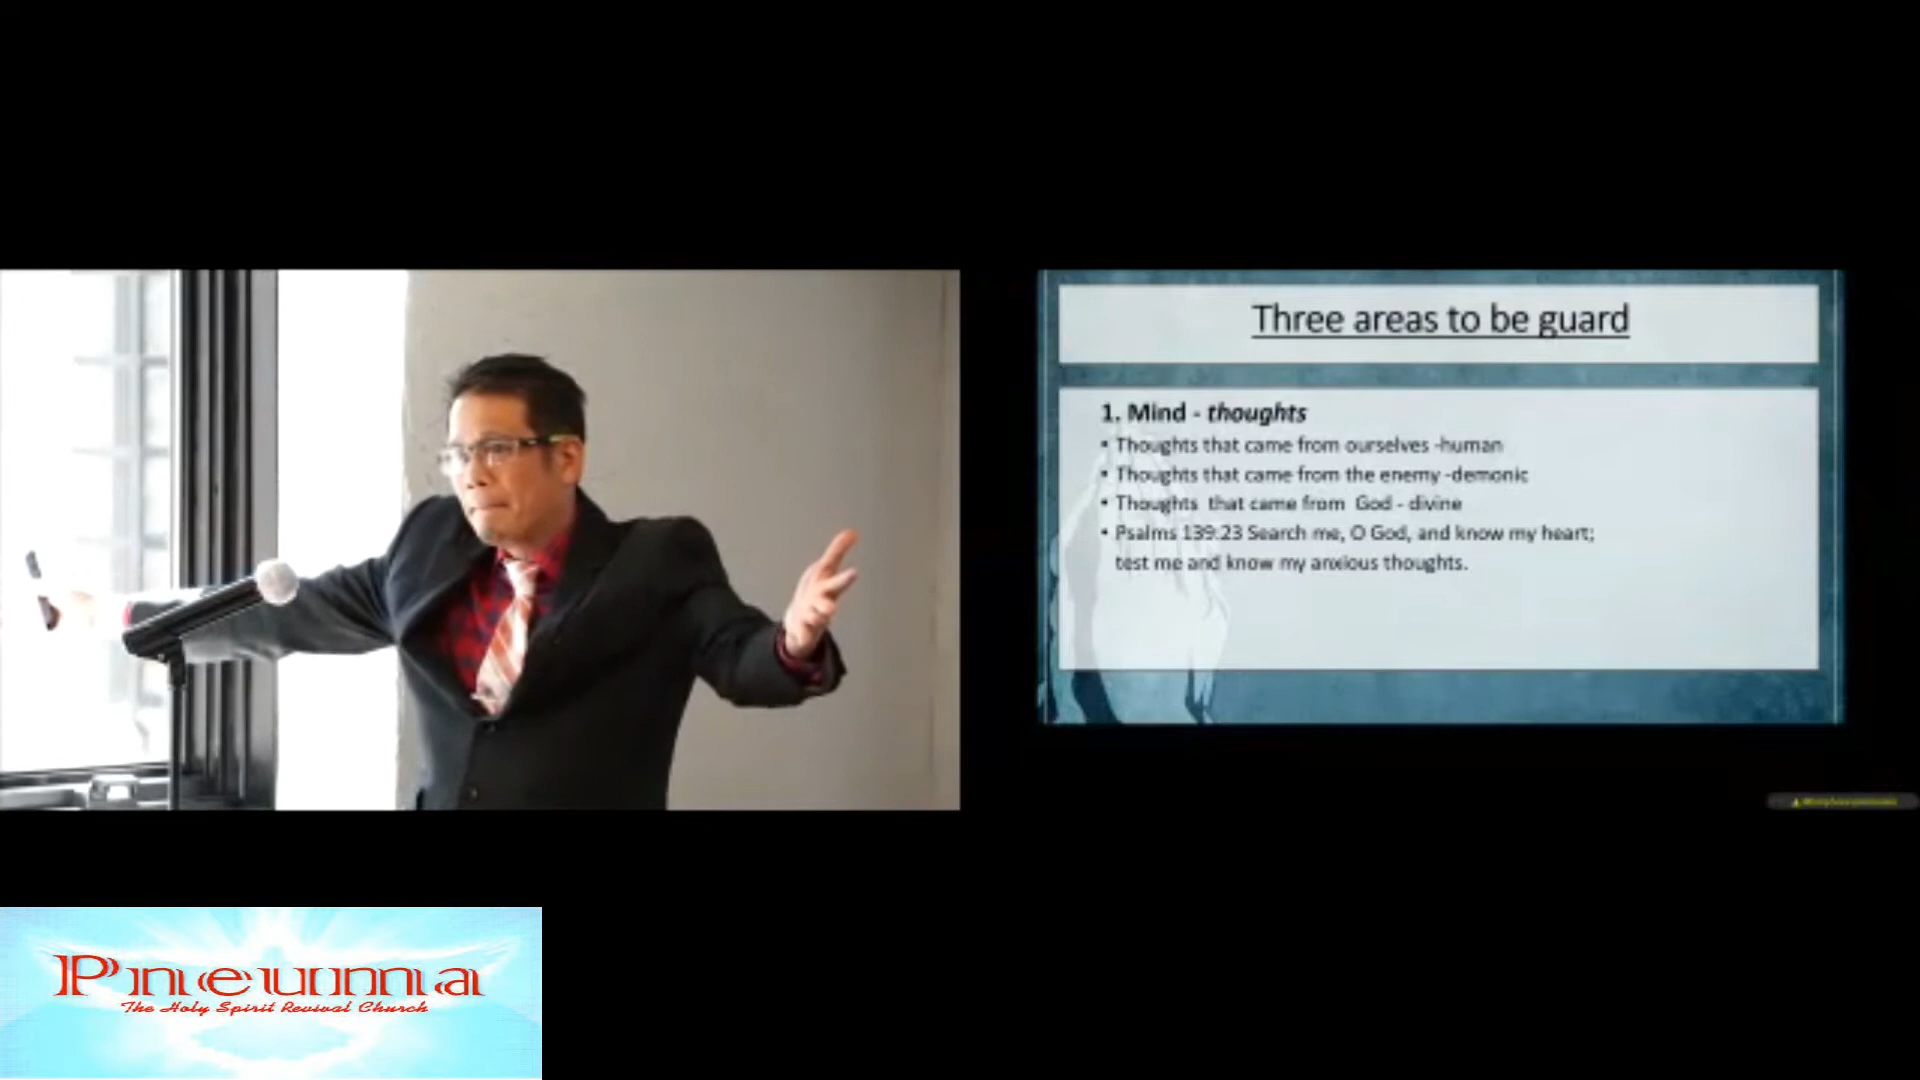 Three areas to be guard
1. Mind - thoughts
• Thoughts that came from ourselves -human
• Thoughts that came from the enemy -demonic
• Thoughts that came from God - divine
• Psalms 139:23 Search me, O God, and know my heart;
test me and know my anxious thoughts.
Pneuma
The Holy Spirit Revival Church